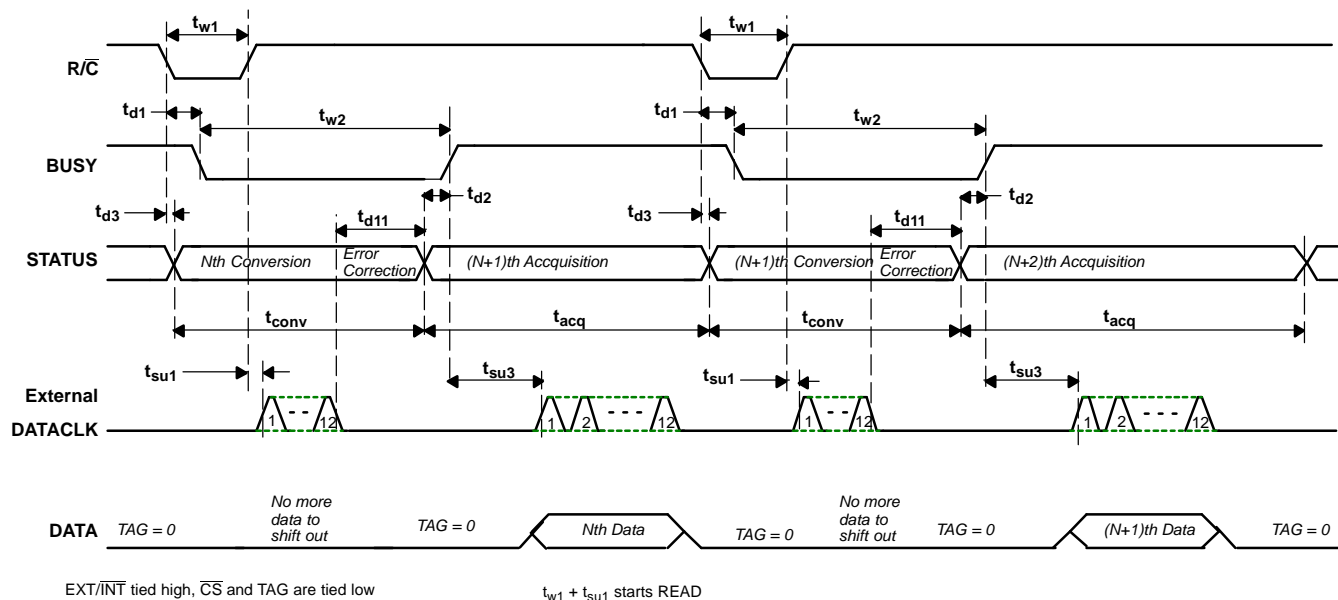 tw1 tw1
R/C̅
td1 tw2 td1 tw2
BUSY
td3 td2 td3 td2
td11 td11
STATUS Nth Conversion Error Correction (N+1)th Accquisition (N+1)th Conversion Error Correction (N+2)th Accquisition
tconv tacq tconv tacq
tsu1 tsu3 tsu1 tsu3
External
DATACLK 1 - - 12 1 2 - - - 12 1 - - 12 1 2 - - - 12
DATA TAG = 0 No more data to shift out TAG = 0 Nth Data TAG = 0 No more data to shift out TAG = 0 (N+1)th Data TAG = 0
EXT/I̅N̅T̅ tied high, C̅S̅ and TAG are tied low tw1 + tsu1 starts READ